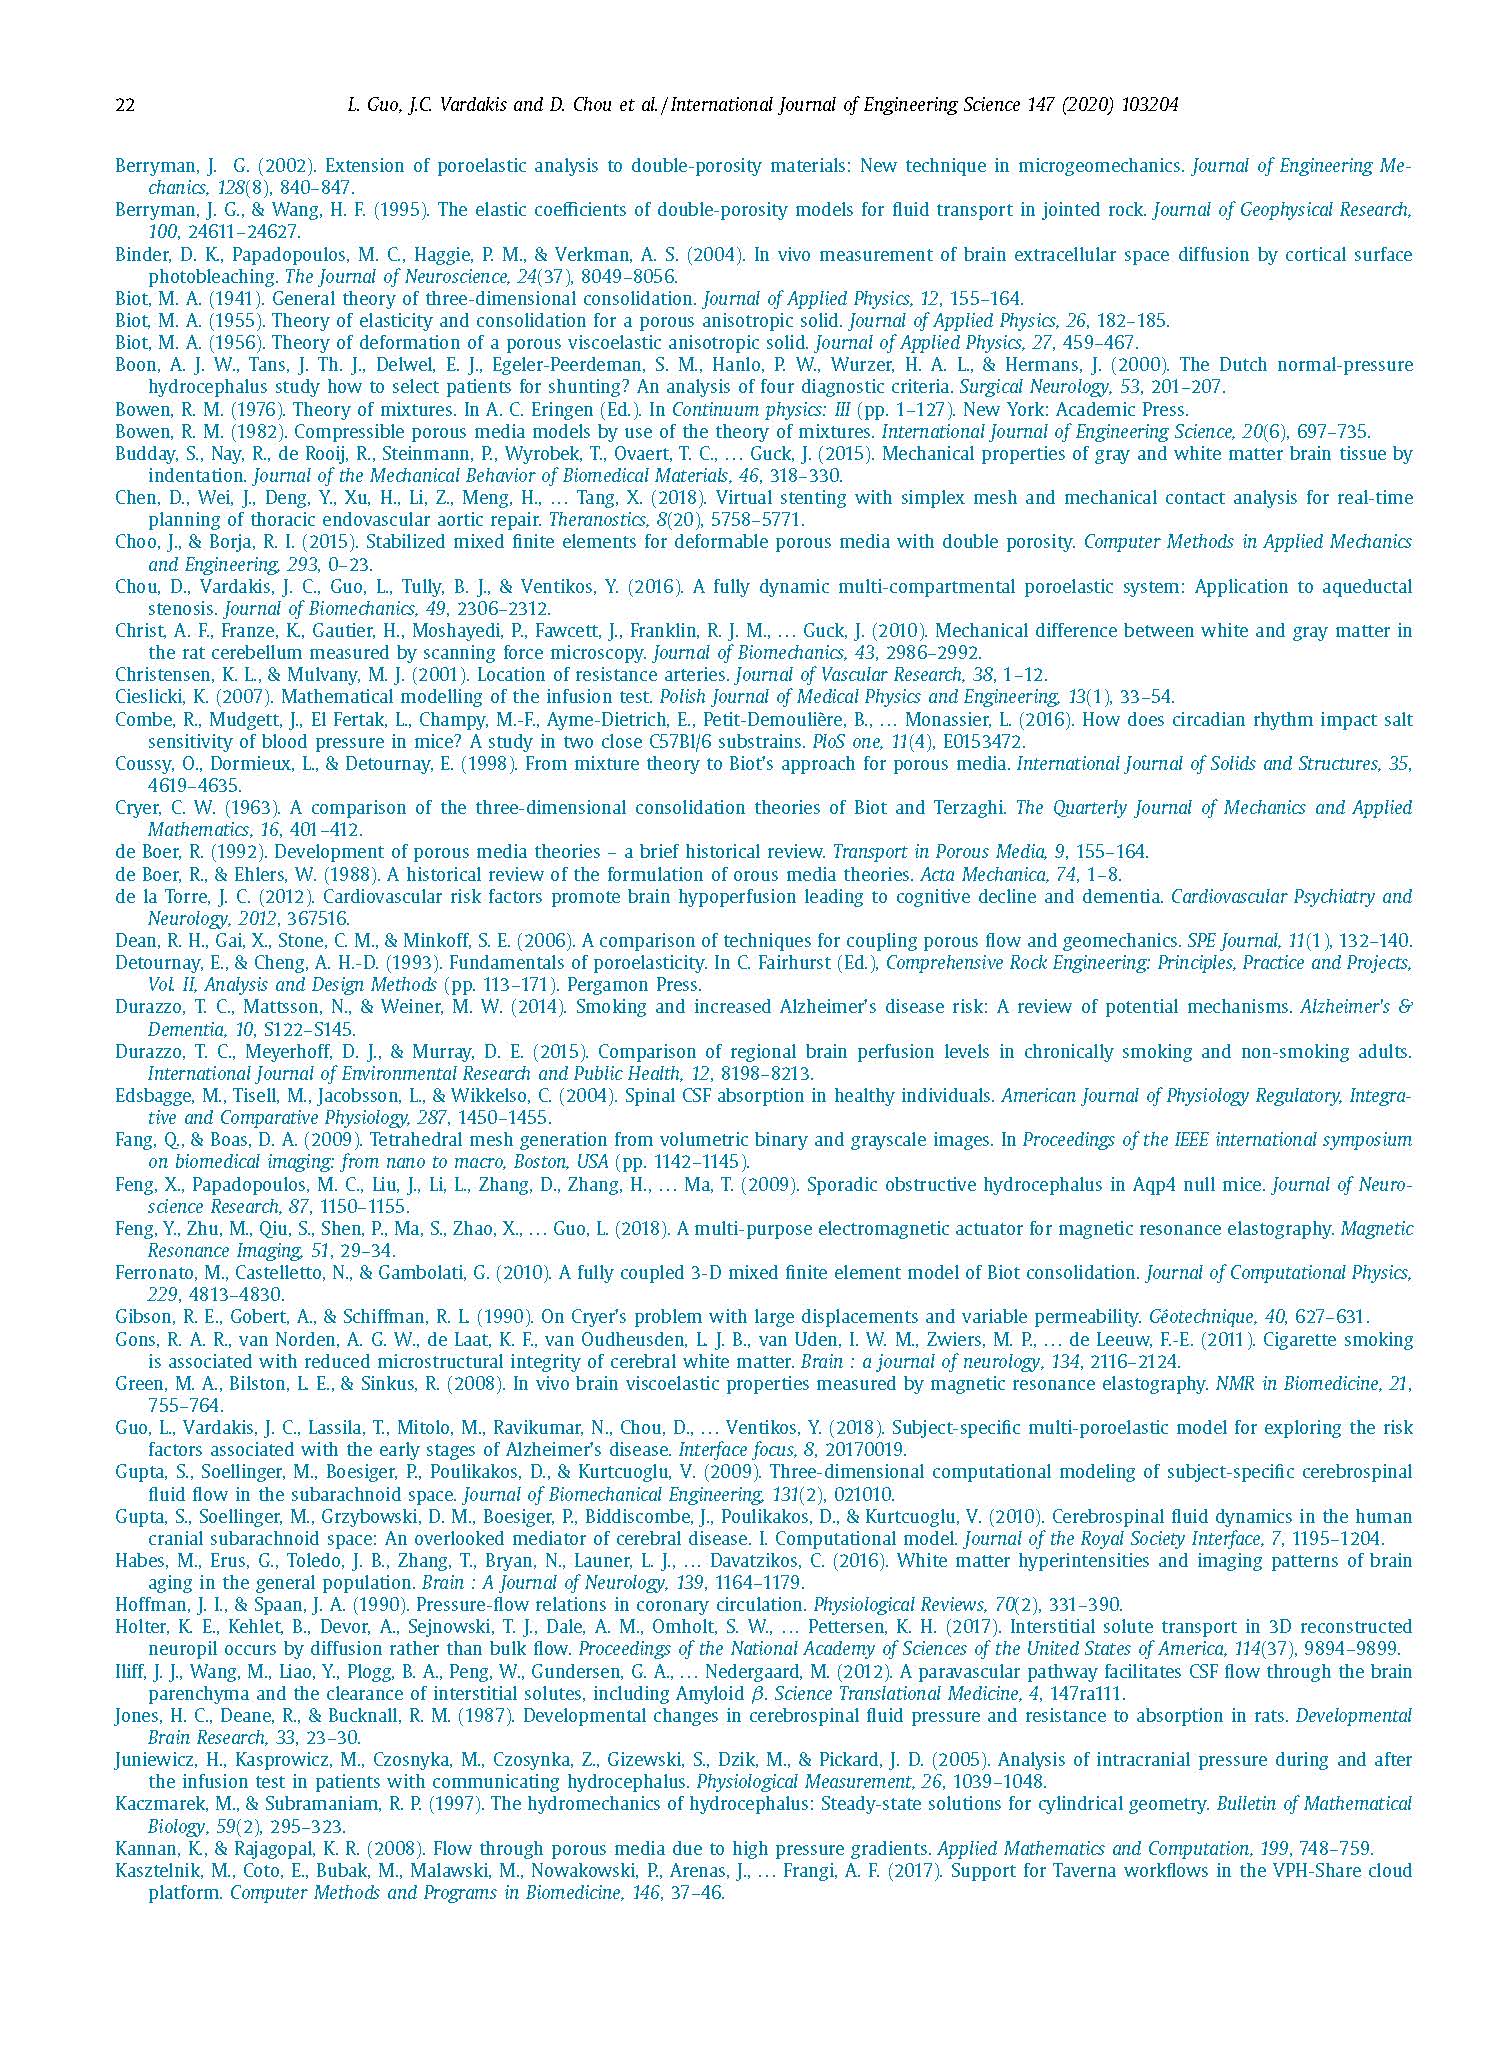 22
L. Guo, J.C. Vardakis and D. Chou et al. / International Journal of Engineering Science 147 (2020) 103204
Berryman, J. G. (2002). Extension of poroelastic analysis to double-porosity materials: New technique in microgeomechanics. Journal of Engineering Me-
chanics, 128(8), 840–847.
Berryman, J. G., & Wang, H. F. (1995). The elastic coefficients of double-porosity models for fluid transport in jointed rock. Journal of Geophysical Research,
100, 24611–24627.
Binder, D. K., Papadopoulos, M. C., Haggie, P. M., & Verkman, A. S. (2004). In vivo measurement of brain extracellular space diffusion by cortical surface
photobleaching. The Journal of Neuroscience, 24(37), 8049–8056.
Biot, M. A. (1941). General theory of three-dimensional consolidation. Journal of Applied Physics, 12, 155–164.
Biot, M. A. (1955). Theory of elasticity and consolidation for a porous anisotropic solid. Journal of Applied Physics, 26, 182–185.
Biot, M. A. (1956). Theory of deformation of a porous viscoelastic anisotropic solid. Journal of Applied Physics, 27, 459–467.
Boon, A. J. W., Tans, J. Th. J., Delwel, E. J., Egeler-Peerdeman, S. M., Hanlo, P. W., Wurzer, H. A. L., & Hermans, J. (2000). The Dutch normal-pressure
hydrocephalus study how to select patients for shunting? An analysis of four diagnostic criteria. Surgical Neurology, 53, 201–207.
Bowen, R. M. (1976). Theory of mixtures. In A. C. Eringen (Ed.). In Continuum physics: III (pp. 1–127). New York: Academic Press.
Bowen, R. M. (1982). Compressible porous media models by use of the theory of mixtures. International Journal of Engineering Science, 20(6), 697–735.
Budday, S., Nay, R., de Rooij, R., Steinmann, P., Wyrobek, T., Ovaert, T. C., … Guck, J. (2015). Mechanical properties of gray and white matter brain tissue by
indentation. Journal of the Mechanical Behavior of Biomedical Materials, 46, 318–330.
Chen, D., Wei, J., Deng, Y., Xu, H., Li, Z., Meng, H., … Tang, X. (2018). Virtual stenting with simplex mesh and mechanical contact analysis for real-time
planning of thoracic endovascular aortic repair. Theranostics, 8(20), 5758–5771.
Choo, J., & Borja, R. I. (2015). Stabilized mixed finite elements for deformable porous media with double porosity. Computer Methods in Applied Mechanics
and Engineering, 293, 0–23.
Chou, D., Vardakis, J. C., Guo, L., Tully, B. J., & Ventikos, Y. (2016). A fully dynamic multi-compartmental poroelastic system: Application to aqueductal
stenosis. Journal of Biomechanics, 49, 2306–2312.
Christ, A. F., Franze, K., Gautier, H., Moshayedi, P., Fawcett, J., Franklin, R. J. M., … Guck, J. (2010). Mechanical difference between white and gray matter in
the rat cerebellum measured by scanning force microscopy. Journal of Biomechanics, 43, 2986–2992.
Christensen, K. L., & Mulvany, M. J. (2001). Location of resistance arteries. Journal of Vascular Research, 38, 1–12.
Cieslicki, K. (2007). Mathematical modelling of the infusion test. Polish Journal of Medical Physics and Engineering, 13(1), 33–54.
Combe, R., Mudgett, J., El Fertak, L., Champy, M.-F., Ayme-Dietrich, E., Petit-Demoulière, B., … Monassier, L. (2016). How does circadian rhythm impact salt
sensitivity of blood pressure in mice? A study in two close C57Bl/6 substrains. PloS one, 11(4), E0153472.
Coussy, O., Dormieux, L., & Detournay, E. (1998). From mixture theory to Biot's approach for porous media. International Journal of Solids and Structures, 35,
4619–4635.
Cryer, C. W. (1963). A comparison of the three-dimensional consolidation theories of Biot and Terzaghi. The Quarterly Journal of Mechanics and Applied
Mathematics, 16, 401–412.
de Boer, R. (1992). Development of porous media theories – a brief historical review. Transport in Porous Media, 9, 155–164.
de Boer, R., & Ehlers, W. (1988). A historical review of the formulation of orous media theories. Acta Mechanica, 74, 1–8.
de la Torre, J. C. (2012). Cardiovascular risk factors promote brain hypoperfusion leading to cognitive decline and dementia. Cardiovascular Psychiatry and
Neurology, 2012, 367516.
Dean, R. H., Gai, X., Stone, C. M., & Minkoff, S. E. (2006). A comparison of techniques for coupling porous flow and geomechanics. SPE Journal, 11(1), 132–140.
Detournay, E., & Cheng, A. H.-D. (1993). Fundamentals of poroelasticity. In C. Fairhurst (Ed.), Comprehensive Rock Engineering: Principles, Practice and Projects,
Vol. II, Analysis and Design Methods (pp. 113–171). Pergamon Press.
Durazzo, T. C., Mattsson, N., & Weiner, M. W. (2014). Smoking and increased Alzheimer's disease risk: A review of potential mechanisms. Alzheimer's &
Dementia, 10, S122–S145.
Durazzo, T. C., Meyerhoff, D. J., & Murray, D. E. (2015). Comparison of regional brain perfusion levels in chronically smoking and non-smoking adults.
International Journal of Environmental Research and Public Health, 12, 8198–8213.
Edsbagge, M., Tisell, M., Jacobsson, L., & Wikkelso, C. (2004). Spinal CSF absorption in healthy individuals. American Journal of Physiology Regulatory, Integra-
tive and Comparative Physiology, 287, 1450–1455.
Fang, Q., & Boas, D. A. (2009). Tetrahedral mesh generation from volumetric binary and grayscale images. In Proceedings of the IEEE international symposium
on biomedical imaging: from nano to macro, Boston, USA (pp. 1142–1145).
Feng, X., Papadopoulos, M. C., Liu, J., Li, L., Zhang, D., Zhang, H., … Ma, T. (2009). Sporadic obstructive hydrocephalus in Aqp4 null mice. Journal of Neuro-
science Research, 87, 1150–1155.
Feng, Y., Zhu, M., Qiu, S., Shen, P., Ma, S., Zhao, X., … Guo, L. (2018). A multi-purpose electromagnetic actuator for magnetic resonance elastography. Magnetic
Resonance Imaging, 51, 29–34.
Ferronato, M., Castelletto, N., & Gambolati, G. (2010). A fully coupled 3-D mixed finite element model of Biot consolidation. Journal of Computational Physics,
229, 4813–4830.
Gibson, R. E., Gobert, A., & Schiffman, R. L. (1990). On Cryer's problem with large displacements and variable permeability. Géotechnique, 40, 627–631.
Gons, R. A. R., van Norden, A. G. W., de Laat, K. F., van Oudheusden, L. J. B., van Uden, I. W. M., Zwiers, M. P., … de Leeuw, F.-E. (2011). Cigarette smoking
is associated with reduced microstructural integrity of cerebral white matter. Brain : a journal of neurology, 134, 2116–2124.
Green, M. A., Bilston, L. E., & Sinkus, R. (2008). In vivo brain viscoelastic properties measured by magnetic resonance elastography. NMR in Biomedicine, 21,
755–764.
Guo, L., Vardakis, J. C., Lassila, T., Mitolo, M., Ravikumar, N., Chou, D., … Ventikos, Y. (2018). Subject-specific multi-poroelastic model for exploring the risk
factors associated with the early stages of Alzheimer's disease. Interface focus, 8, 20170019.
Gupta, S., Soellinger, M., Boesiger, P., Poulikakos, D., & Kurtcuoglu, V. (2009). Three-dimensional computational modeling of subject-specific cerebrospinal
fluid flow in the subarachnoid space. Journal of Biomechanical Engineering, 131(2), 021010.
Gupta, S., Soellinger, M., Grzybowski, D. M., Boesiger, P., Biddiscombe, J., Poulikakos, D., & Kurtcuoglu, V. (2010). Cerebrospinal fluid dynamics in the human
cranial subarachnoid space: An overlooked mediator of cerebral disease. I. Computational model. Journal of the Royal Society Interface, 7, 1195–1204.
Habes, M., Erus, G., Toledo, J. B., Zhang, T., Bryan, N., Launer, L. J., … Davatzikos, C. (2016). White matter hyperintensities and imaging patterns of brain
aging in the general population. Brain : A Journal of Neurology, 139, 1164–1179.
Hoffman, J. I., & Spaan, J. A. (1990). Pressure-flow relations in coronary circulation. Physiological Reviews, 70(2), 331–390.
Holter, K. E., Kehlet, B., Devor, A., Sejnowski, T. J., Dale, A. M., Omholt, S. W., … Pettersen, K. H. (2017). Interstitial solute transport in 3D reconstructed
neuropil occurs by diffusion rather than bulk flow. Proceedings of the National Academy of Sciences of the United States of America, 114(37), 9894–9899.
Iliff, J. J., Wang, M., Liao, Y., Plogg, B. A., Peng, W., Gundersen, G. A., … Nedergaard, M. (2012). A paravascular pathway facilitates CSF flow through the brain
parenchyma and the clearance of interstitial solutes, including Amyloid β. Science Translational Medicine, 4, 147ra111.
Jones, H. C., Deane, R., & Bucknall, R. M. (1987). Developmental changes in cerebrospinal fluid pressure and resistance to absorption in rats. Developmental
Brain Research, 33, 23–30.
Juniewicz, H., Kasprowicz, M., Czosnyka, M., Czosynka, Z., Gizewski, S., Dzik, M., & Pickard, J. D. (2005). Analysis of intracranial pressure during and after
the infusion test in patients with communicating hydrocephalus. Physiological Measurement, 26, 1039–1048.
Kaczmarek, M., & Subramaniam, R. P. (1997). The hydromechanics of hydrocephalus: Steady-state solutions for cylindrical geometry. Bulletin of Mathematical
Biology, 59(2), 295–323.
Kannan, K., & Rajagopal, K. R. (2008). Flow through porous media due to high pressure gradients. Applied Mathematics and Computation, 199, 748–759.
Kasztelnik, M., Coto, E., Bubak, M., Malawski, M., Nowakowski, P., Arenas, J., … Frangi, A. F. (2017). Support for Taverna workflows in the VPH-Share cloud
platform. Computer Methods and Programs in Biomedicine, 146, 37–46.